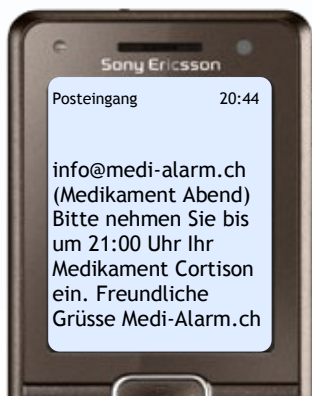 Sony Ericsson
Posteingang 20:44
info@medi-alarm.ch
(Medikament Abend)
Bitte nehmen Sie bis
um 21:00 Uhr Ihr
Medikament Cortison
ein. Freundliche
Grüsse Medi-Alarm.ch